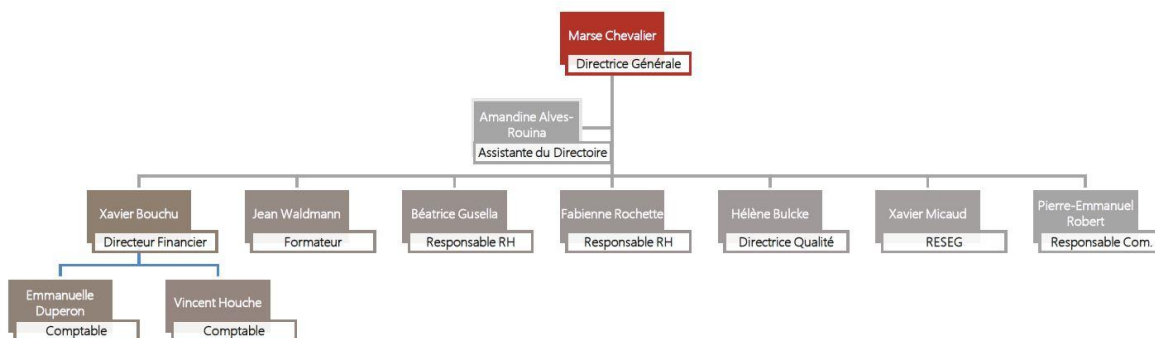 Marse Chevalier
Directrice Générale
Amandine Alves-
Rouina
Assistante du Directoire
Xavier Bouchu
Directeur Financier
Jean Waldmann
Formateur
Béatrice Gusella
Responsable RH
Fabienne Rochette
Responsable RH
Hélène Bulcke
Directrice Qualité
Xavier Micaud
RESEG
Pierre-Emmanuel
Robert
Responsable Com.
Emmanuelle
Duperon
Comptable
Vincent Houche
Comptable